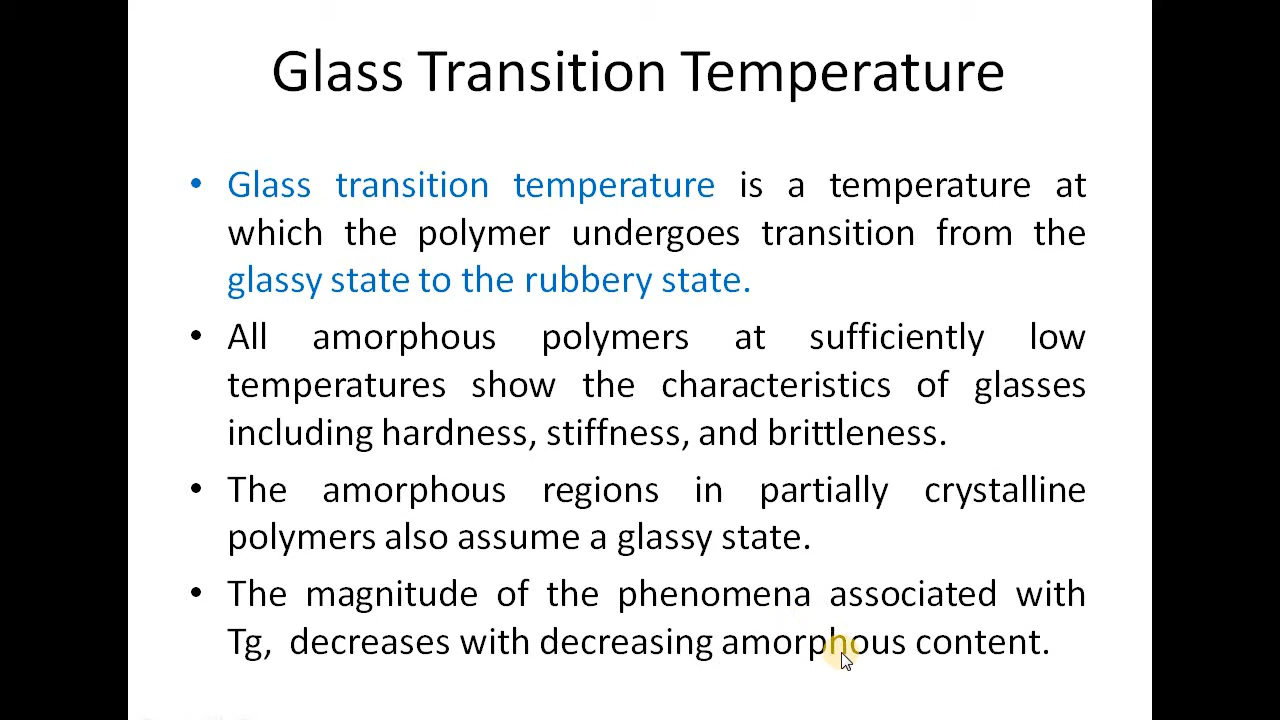 Glass Transition Temperature
• Glass transition temperature is a temperature at
which the polymer undergoes transition from the
glassy state to the rubbery state.
• All amorphous polymers at sufficiently low
temperatures show the characteristics of glasses
including hardness, stiffness, and brittleness.
• The amorphous regions in partially crystalline
polymers also assume a glassy state.
• The magnitude of the phenomena associated with
Tg, decreases with decreasing amorphous content.